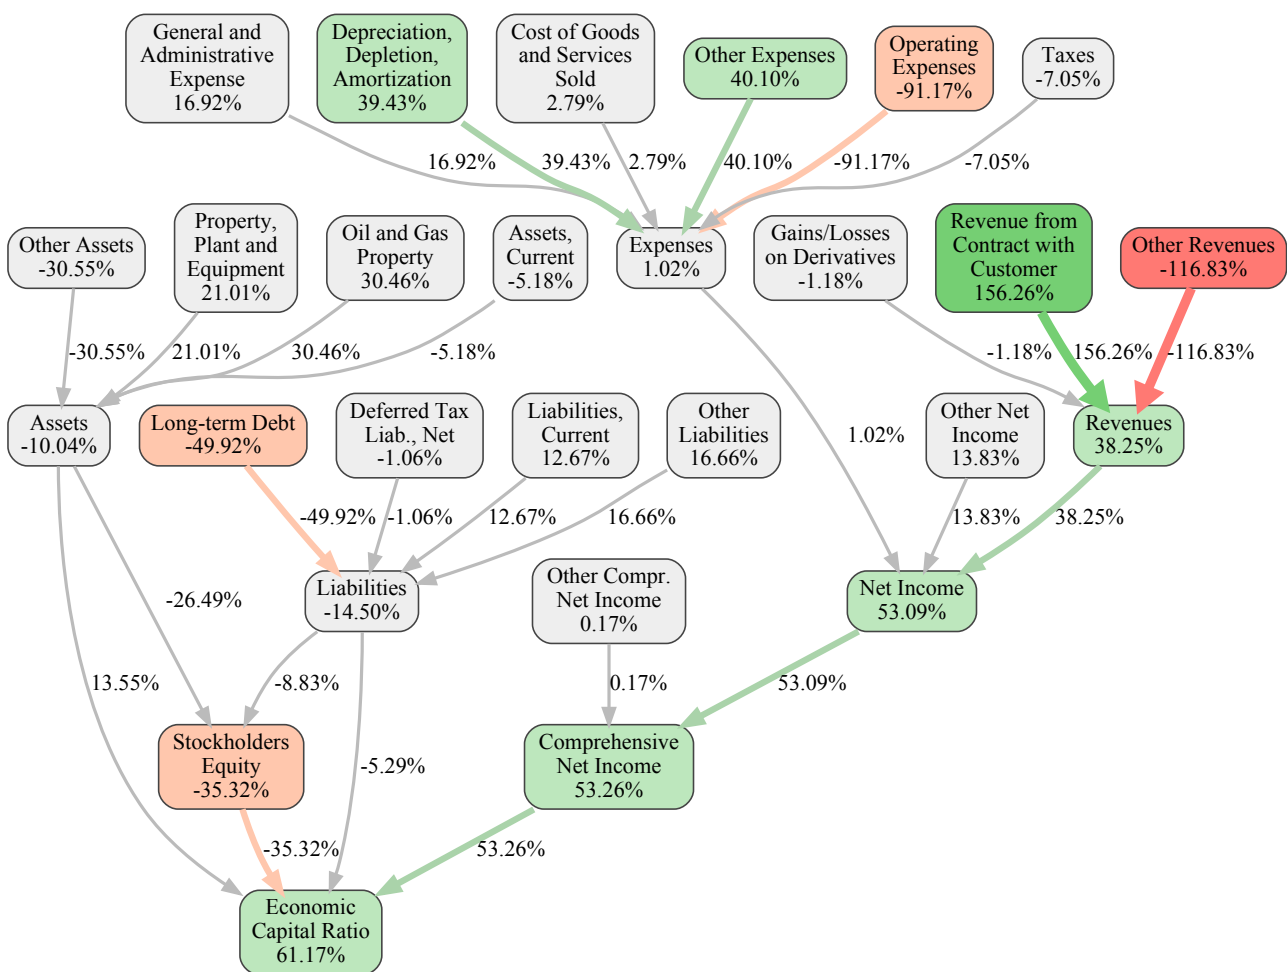 General and
Administrative
Expense
16.92%
Depreciation,
Depletion,
Amortization
39.43%
Cost of Goods
and Services
Sold
2.79%
Other Expenses
40.10%
Operating
Expenses
-91.17%
Taxes
-7.05%
16.92%
39.43%
2.79%
40.10%
-91.17%
-7.05%
Other Assets
-30.55%
Property,
Plant and
Equipment
21.01%
Oil and Gas
Property
30.46%
Assets,
Current
-5.18%
Expenses
1.02%
Gains/Losses
on Derivatives
-1.18%
Revenue from
Contract with
Customer
156.26%
Other Revenues
-116.83%
-30.55%
21.01%
30.46%
-5.18%
-1.18%
156.26%
-116.83%
Assets
-10.04%
Long-term Debt
-49.92%
Deferred Tax
Liab., Net
-1.06%
Liabilities,
Current
12.67%
Other
Liabilities
16.66%
1.02%
Other Net
Income
13.83%
Revenues
38.25%
-49.92%
-1.06%
12.67%
16.66%
13.83%
38.25%
-26.49%
Liabilities
-14.50%
Other Compr.
Net Income
0.17%
Net Income
53.09%
13.55%
-8.83%
0.17%
53.09%
Stockholders
Equity
-35.32%
-5.29%
Comprehensive
Net Income
53.26%
-35.32%
53.26%
Economic
Capital Ratio
61.17%